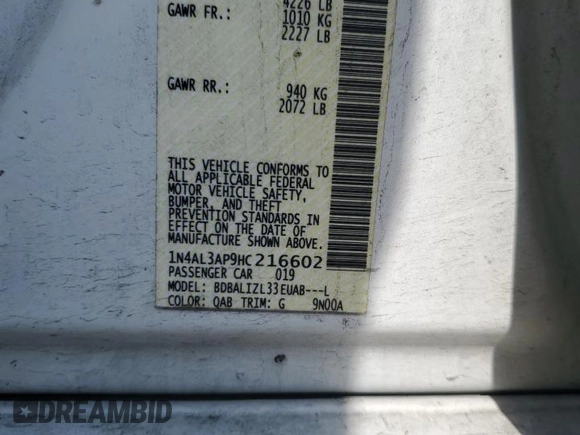 4226 LB
GAWR FR.: 1010 KG
2227 LB
GAWR RR.: 940 KG
2072 LB
THIS VEHICLE CONFORMS TO
ALL APPLICABLE FEDERAL
MOTOR VEHICLE SAFETY,
BUMPER, AND THEFT
PREVENTION STANDARDS IN
EFFECT ON THE DATE OF
MANUFACTURE SHOWN ABOVE.
1N4AL3AP9HC216602
PASSENGER CAR 019
MODEL: BDBALIZL33EUAB---L
COLOR: QAB TRIM: G 9N00A
DREAMBID